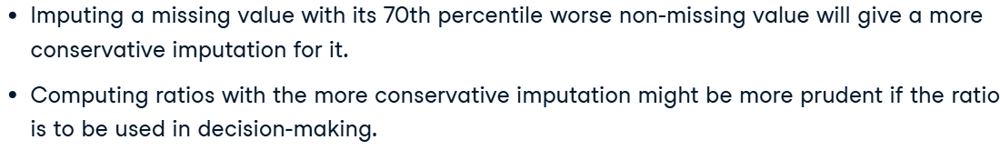 • Imputing a missing value with its 70th percentile worse non-missing value will give a more
conservative imputation for it.
• Computing ratios with the more conservative imputation might be more prudent if the ratio
is to be used in decision-making.